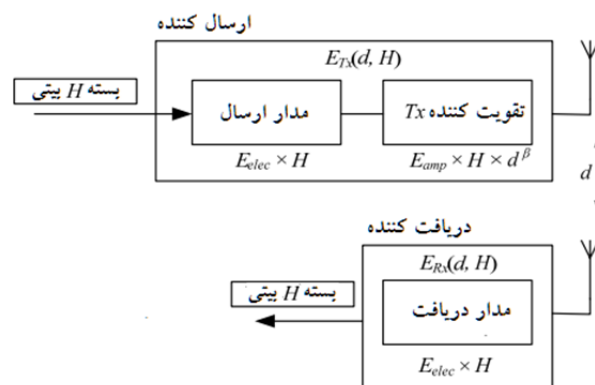 ارسال کننده
E_Tx(d, H)
بسته H بیتی
مدار ارسال
تقویت کننده Tx
E_elec × H
E_amp × H × d^β
d
دریافت کننده
E_Rx(d, H)
بسته H بیتی
مدار دریافت
E_elec × H